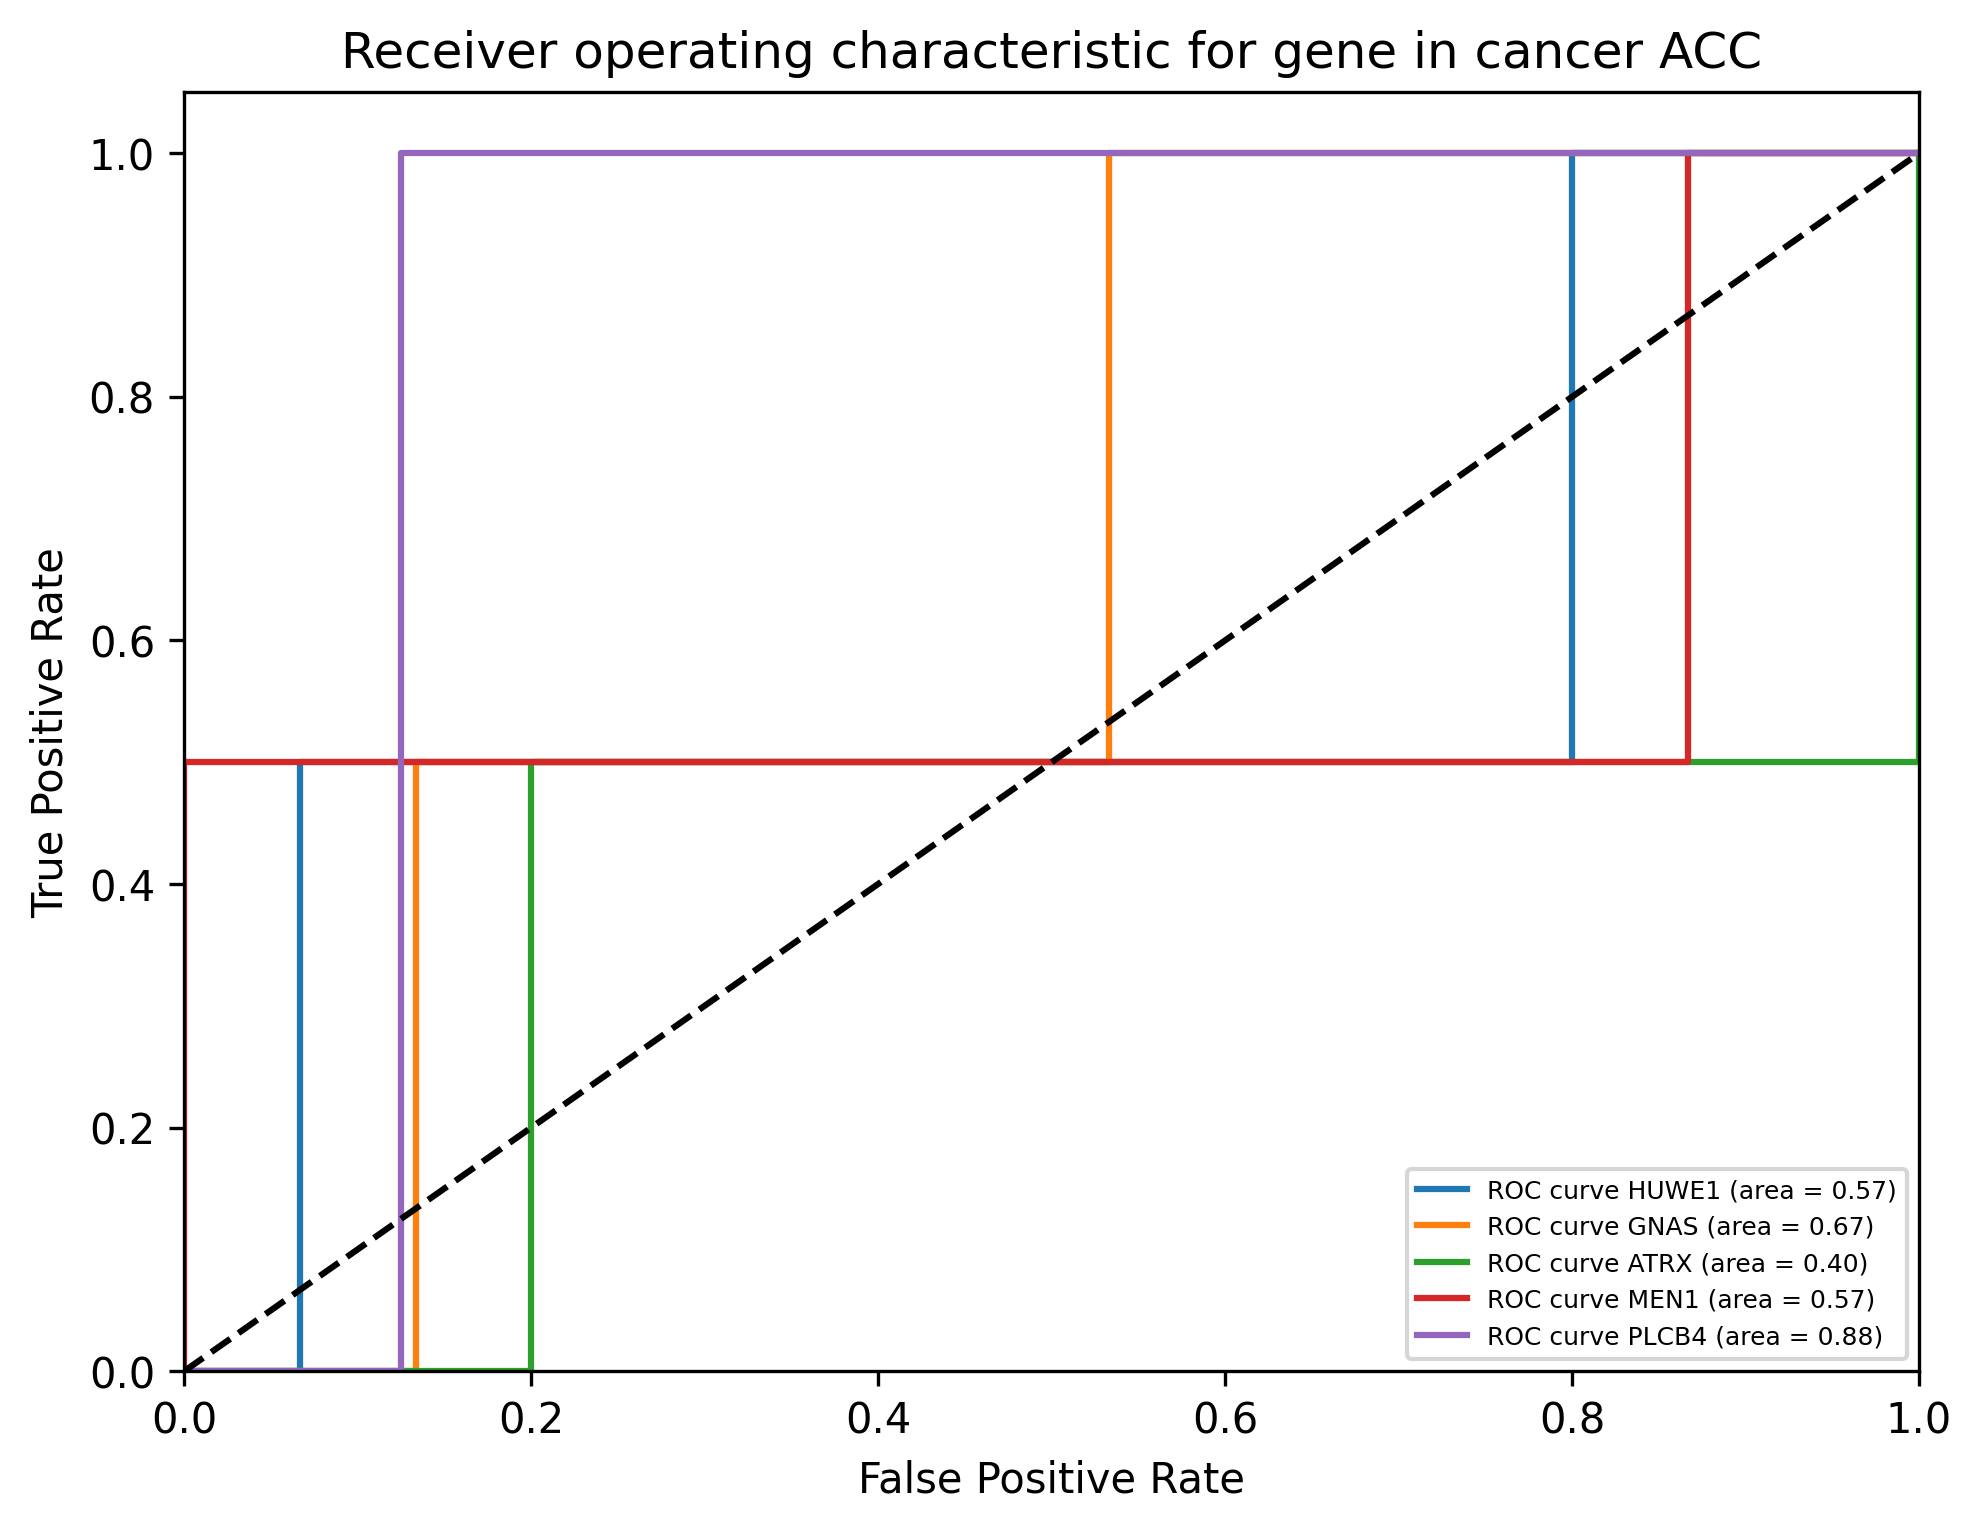 Receiver operating characteristic for gene in cancer ACC
True Positive Rate
1.0
0.8
0.6
0.4
0.2
0.0
ROC curve HUWE1 (area = 0.57)
ROC curve GNAS (area = 0.67)
ROC curve ATRX (area = 0.40)
ROC curve MEN1 (area = 0.57)
ROC curve PLCB4 (area = 0.88)
0.0 0.2 0.4 0.6 0.8 1.0
False Positive Rate